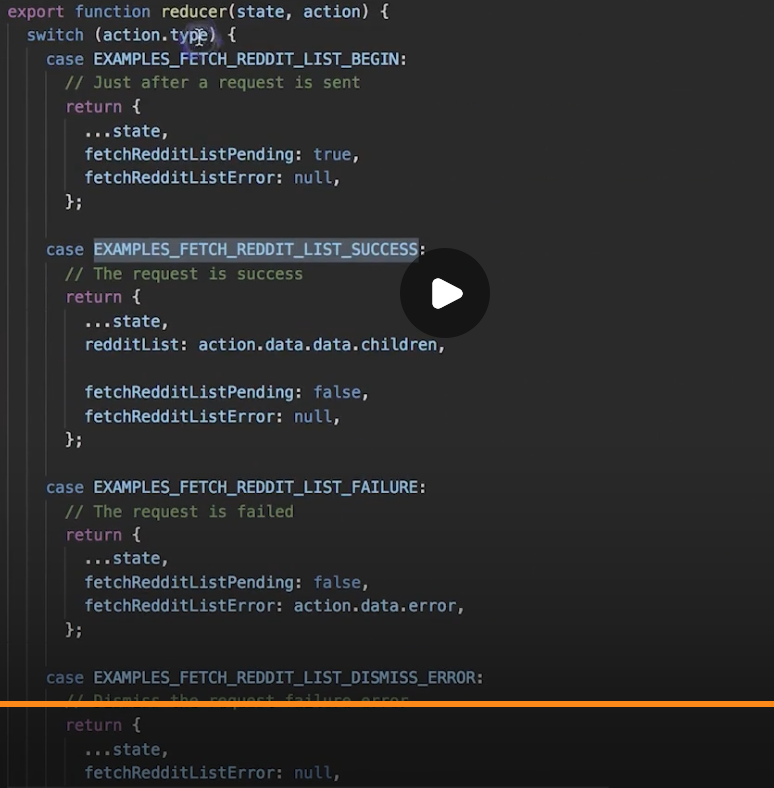 export function reducer(state, action) {
switch (action.type) {
case EXAMPLES_FETCH_REDDIT_LIST_BEGIN:
// Just after a request is sent
return {
...state,
fetchRedditListPending: true,
fetchRedditListError: null,
};
case EXAMPLES_FETCH_REDDIT_LIST_SUCCESS:
// The request is success
return {
...state,
redditList: action.data.data.children,
fetchRedditListPending: false,
fetchRedditListError: null,
};
case EXAMPLES_FETCH_REDDIT_LIST_FAILURE:
// The request is failed
return {
...state,
fetchRedditListPending: false,
fetchRedditListError: action.data.error,
};
case EXAMPLES_FETCH_REDDIT_LIST_DISMISS_ERROR:
// Dismiss the request failure error
return {
...state,
fetchRedditListError: null,